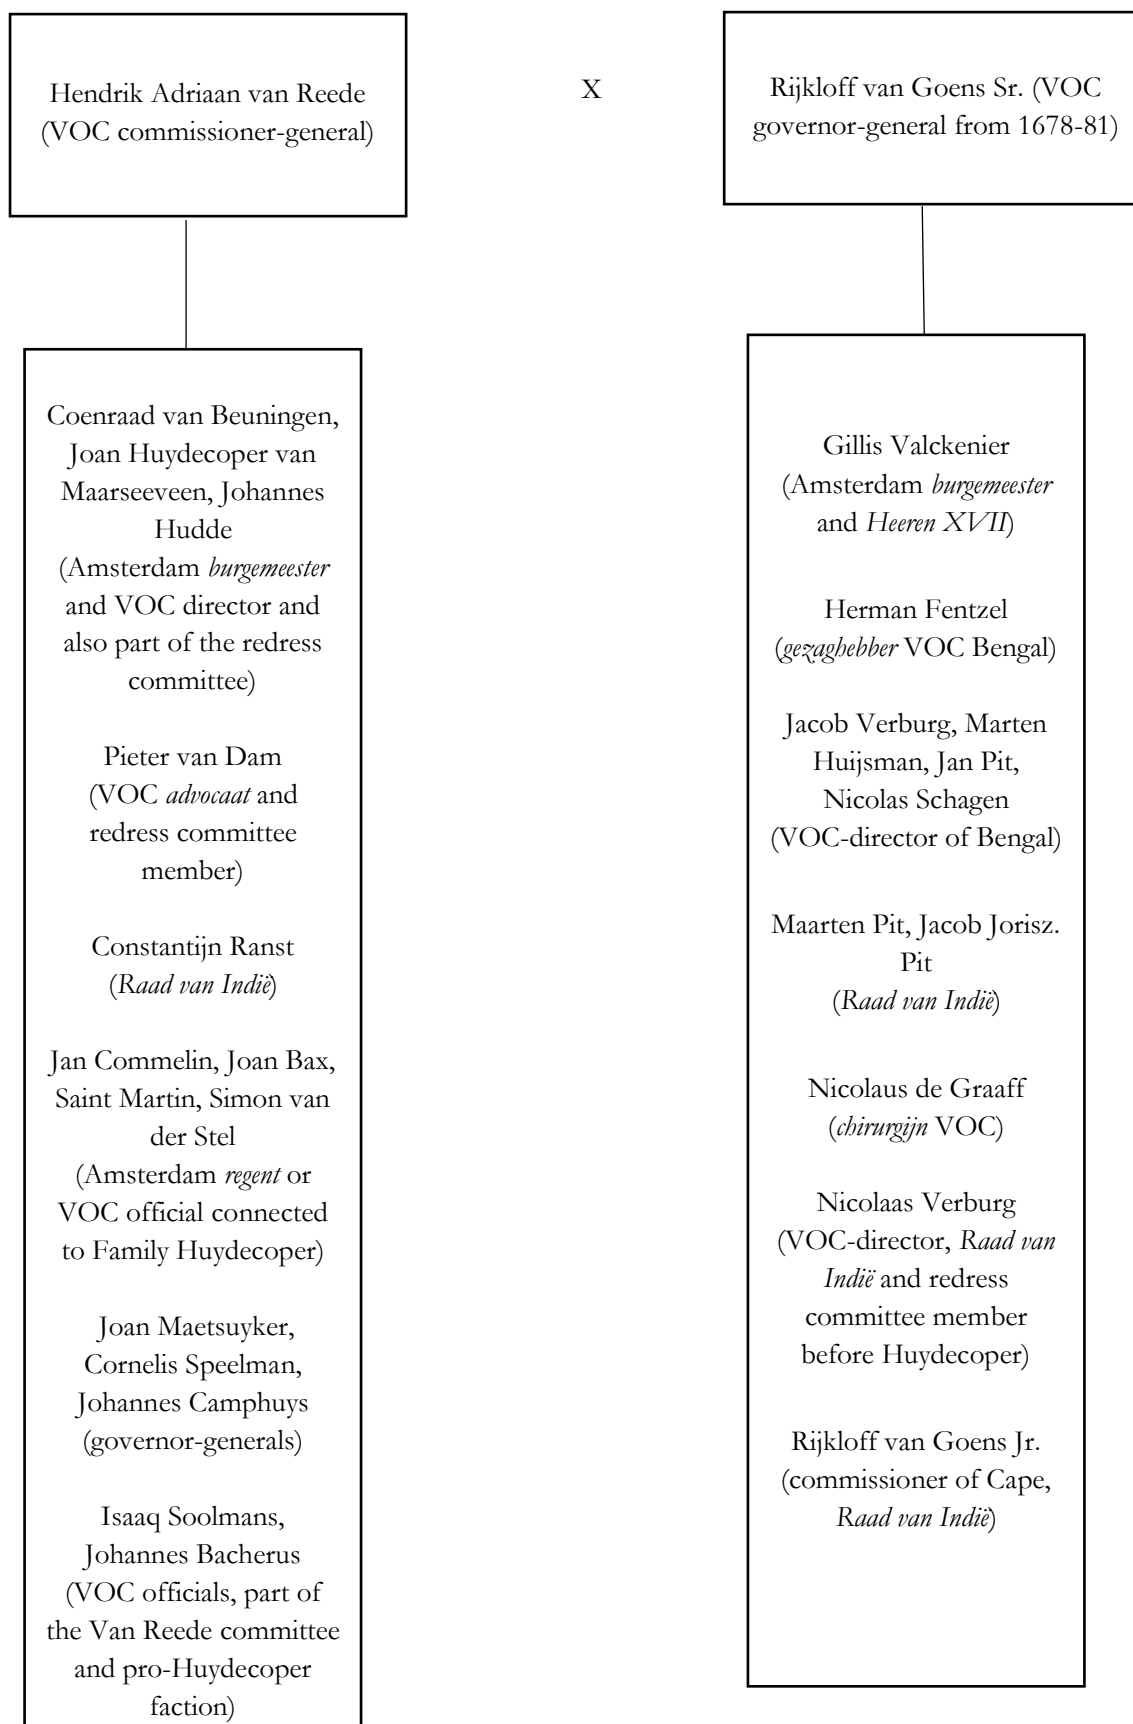 Hendrik Adriaan van Reede
(VOC commissioner-general)
X
Rijkloff van Goens Sr. (VOC
governor-general from 1678-81)
Coenraad van Beuningen,
Joan Huydecoper van
Maarseeveen, Johannes
Hudde
(Amsterdam burgemeester
and VOC director and
also part of the redress
committee)
Pieter van Dam
(VOC advocaat and
redress committee
member)
Constantijn Ranst
(Raad van Indië)
Jan Commelin, Joan Bax,
Saint Martin, Simon van
der Stel
(Amsterdam regent or
VOC official connected
to Family Huydecoper)
Joan Maetsuyker,
Cornelis Speelman,
Johannes Camphuys
(governor-generals)
Isaaq Soolmans,
Johannes Bacherus
(VOC officials, part of
the Van Reede committee
and pro-Huydecoper
faction)
Gillis Valckenier
(Amsterdam burgemeester
and Heeren XVII)
Herman Fentzel
(gezaghebber VOC Bengal)
Jacob Verburg, Marten
Huijsman, Jan Pit,
Nicolas Schagen
(VOC-director of Bengal)
Maarten Pit, Jacob Jorisz.
Pit
(Raad van Indië)
Nicolaus de Graaff
(chirurgijn VOC)
Nicolaas Verburg
(VOC-director, Raad van
Indië and redress
committee member
before Huydecoper)
Rijkloff van Goens Jr.
(commissioner of Cape,
Raad van Indië)